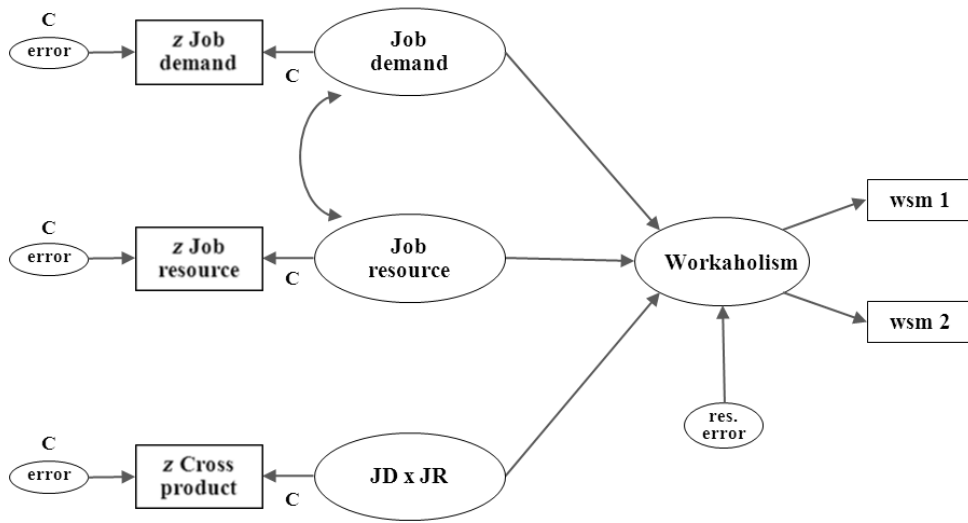 C
error
z Job
demand
C
Job
demand
C
error
z Job
resource
C
Job
resource
Workaholism
wsm 1
wsm 2
res.
error
C
error
z Cross
product
C
JD x JR